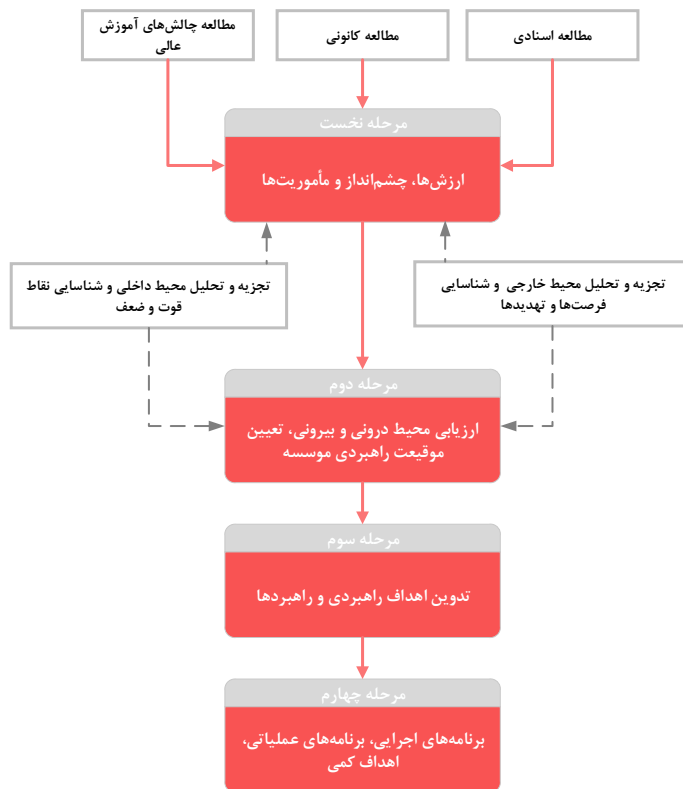 مطالعه اسنادی
مطالعه کانونی
مطالعه چالش‌های آموزش
عالی
مرحله نخست
ارزش‌ها، چشم‌انداز و مأموریت‌ها
تجزیه و تحلیل محیط خارجی و شناسایی
فرصت‌ها و تهدیدها
تجزیه و تحلیل محیط داخلی و شناسایی نقاط
قوت و ضعف
مرحله دوم
ارزیابی محیط درونی و بیرونی، تعیین
موقیعت راهبردی موسسه
مرحله سوم
تدوین اهداف راهبردی و راهبردها
مرحله چهارم
برنامه‌های اجرایی، برنامه‌های عملیاتی،
اهداف کمی